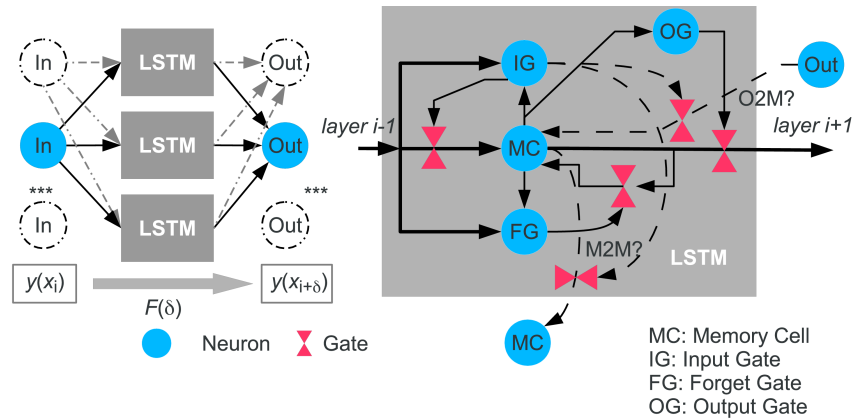 In
LSTM
Out
In
LSTM
Out
***
***
In
LSTM
Out
y(xi)
y(xi+δ)
F(δ)
Neuron
Gate
OG
IG
Out
O2M?
layer i-1
layer i+1
MC
FG
M2M?
LSTM
MC
MC: Memory Cell
IG: Input Gate
FG: Forget Gate
OG: Output Gate